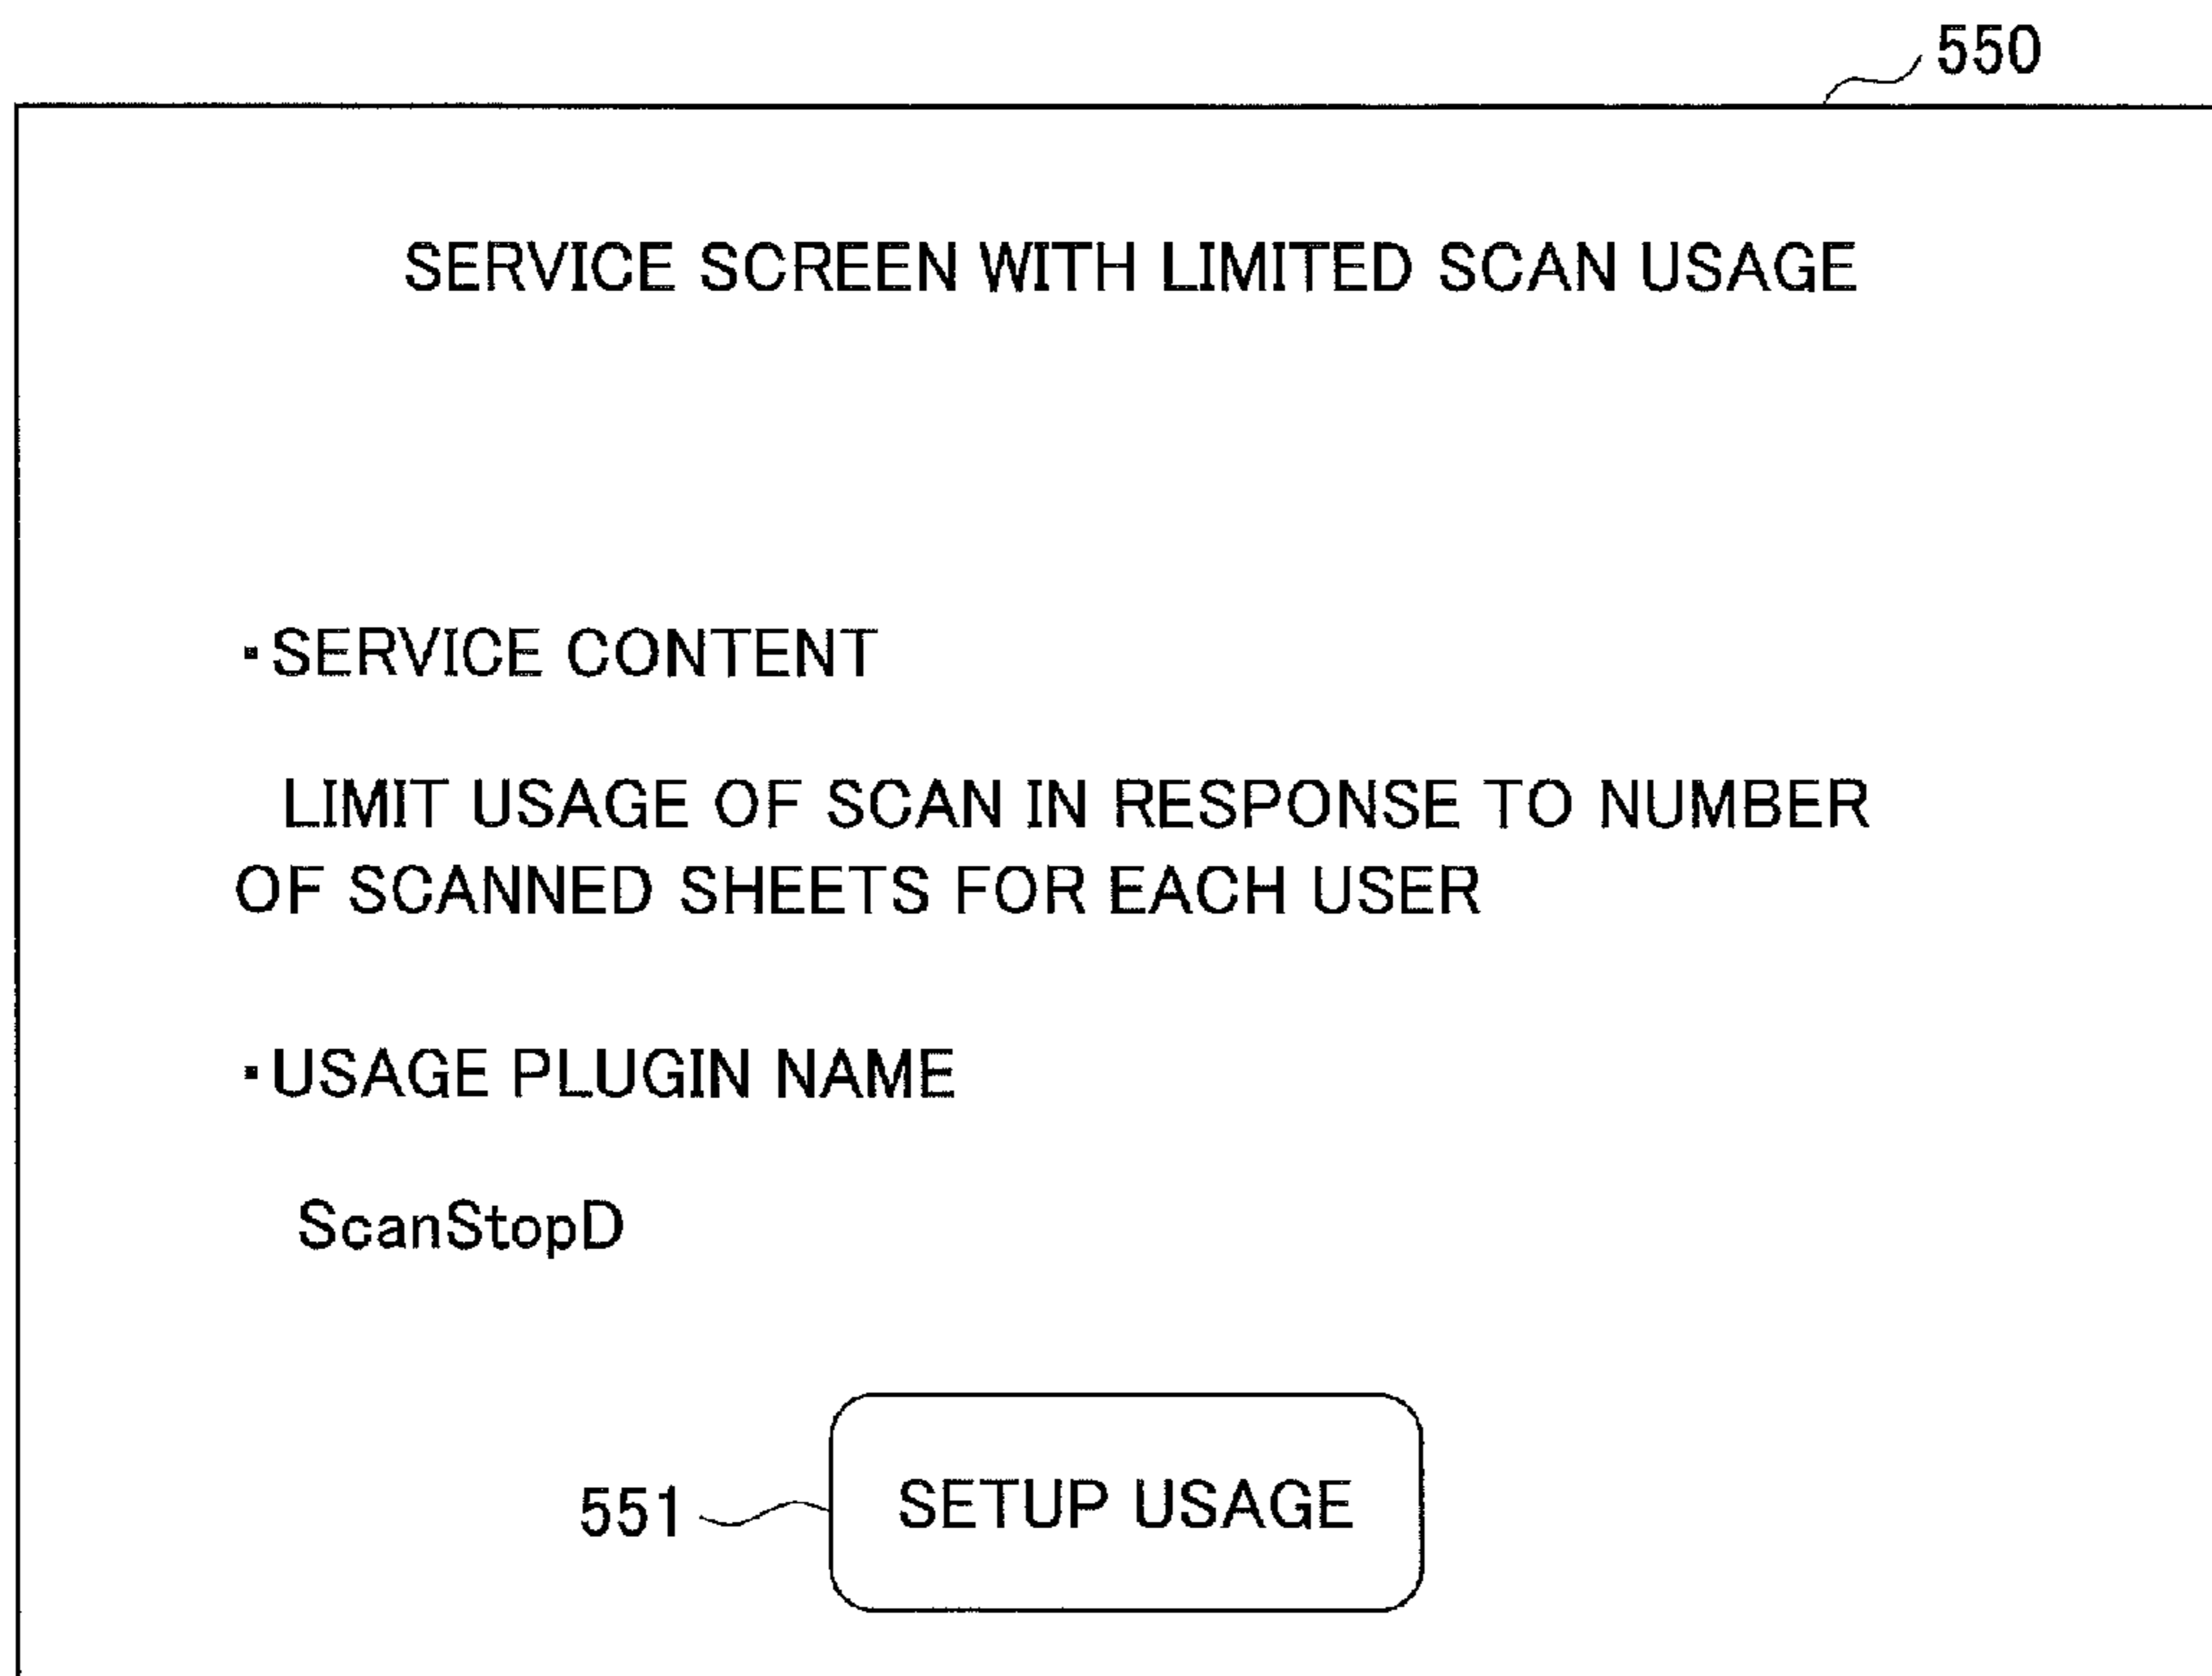 550
SERVICE SCREEN WITH LIMITED SCAN USAGE
・SERVICE CONTENT
LIMIT USAGE OF SCAN IN RESPONSE TO NUMBER
OF SCANNED SHEETS FOR EACH USER
・USAGE PLUGIN NAME
ScanStopD
551 SETUP USAGE